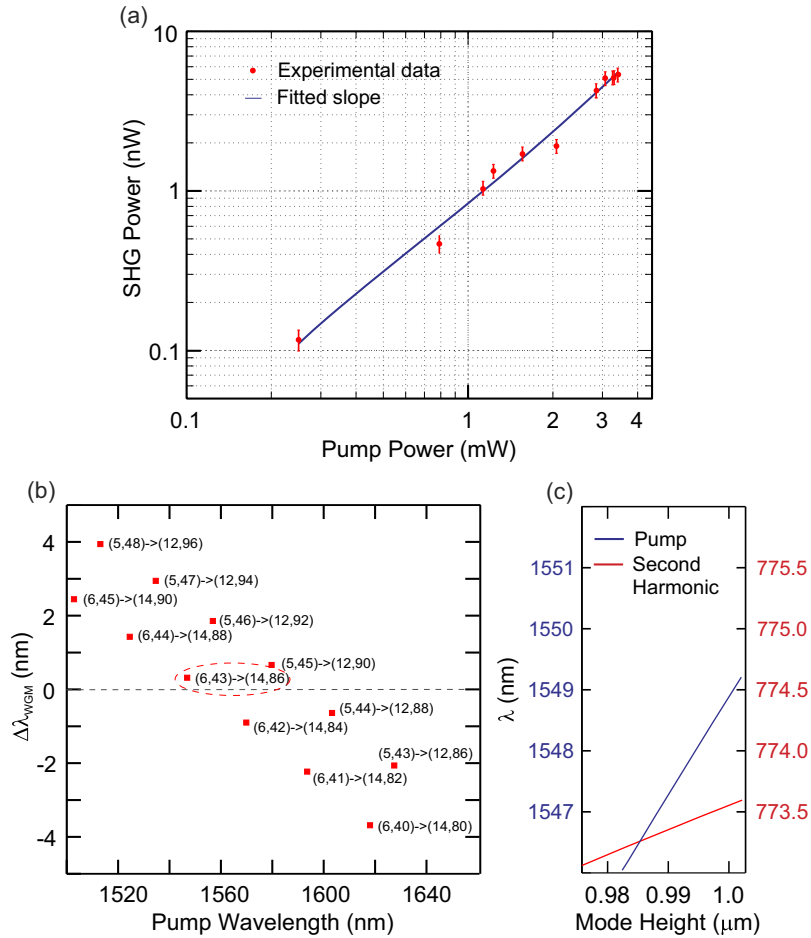 (a)
SHG Power (nW)
10
1
0.1
Experimental data
Fitted slope
0.1 1 2 3 4
Pump Power (mW)
(b)
ΔλWGM (nm)
4
2
0
-2
-4
(5,48)->(12,96)
(5,47)->(12,94)
(6,45)->(14,90)
(5,46)->(12,92)
(6,44)->(14,88)
(5,45)->(12,90)
(6,43)->(14,86)
(5,44)->(12,88)
(6,42)->(14,84)
(5,43)->(12,86)
(6,41)->(14,82)
(6,40)->(14,80)
1520 1560 1600 1640
Pump Wavelength (nm)
(c)
Pump
Second
Harmonic
λ (nm)
1551
1550
1549
1548
1547
775.5
775.0
774.5
774.0
773.5
0.98 0.99 1.0
Mode Height (μm)